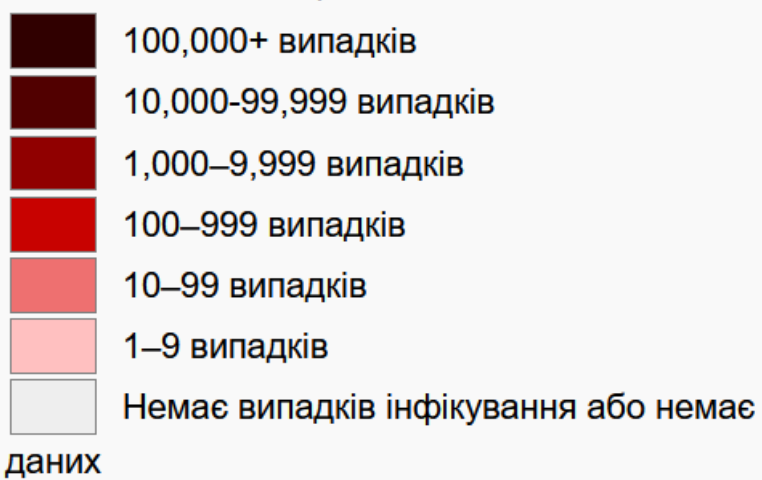 100,000+ випадків
10,000-99,999 випадків
1,000–9,999 випадків
100–999 випадків
10–99 випадків
1–9 випадків
Немає випадків інфікування або немає
даних